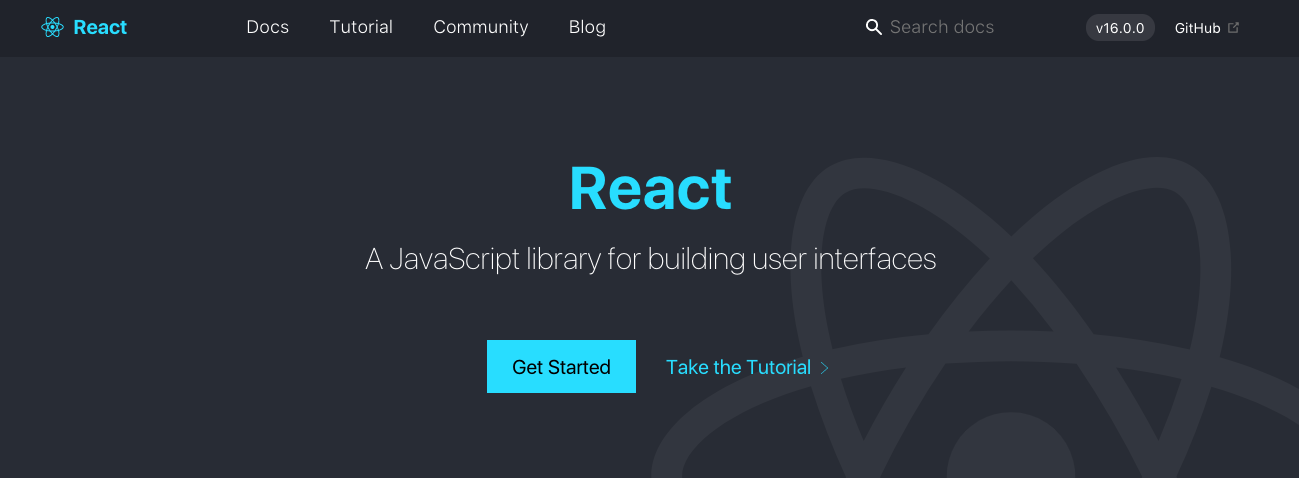 React Docs Tutorial Community Blog Search docs v16.0.0 GitHub
React
A JavaScript library for building user interfaces
Get Started Take the Tutorial